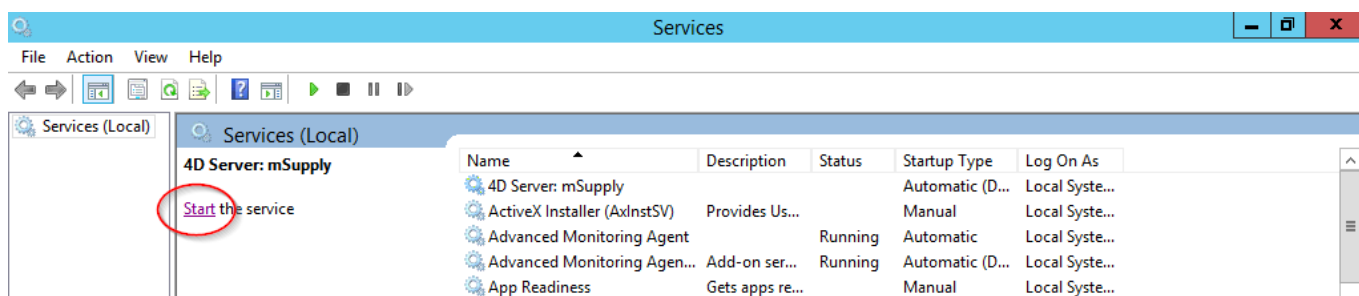 Services
File Action View Help
Services (Local)
Services (Local)
4D Server: mSupply
Start the service
Name Description Status Startup Type Log On As
4D Server: mSupply Automatic (D... Local Syste...
ActiveX Installer (AxInstSV) Provides Us... Manual Local Syste...
Advanced Monitoring Agent Running Automatic Local Syste...
Advanced Monitoring Agen... Add-on ser... Running Automatic (D... Local Syste...
App Readiness Gets apps re... Manual Local Syste...